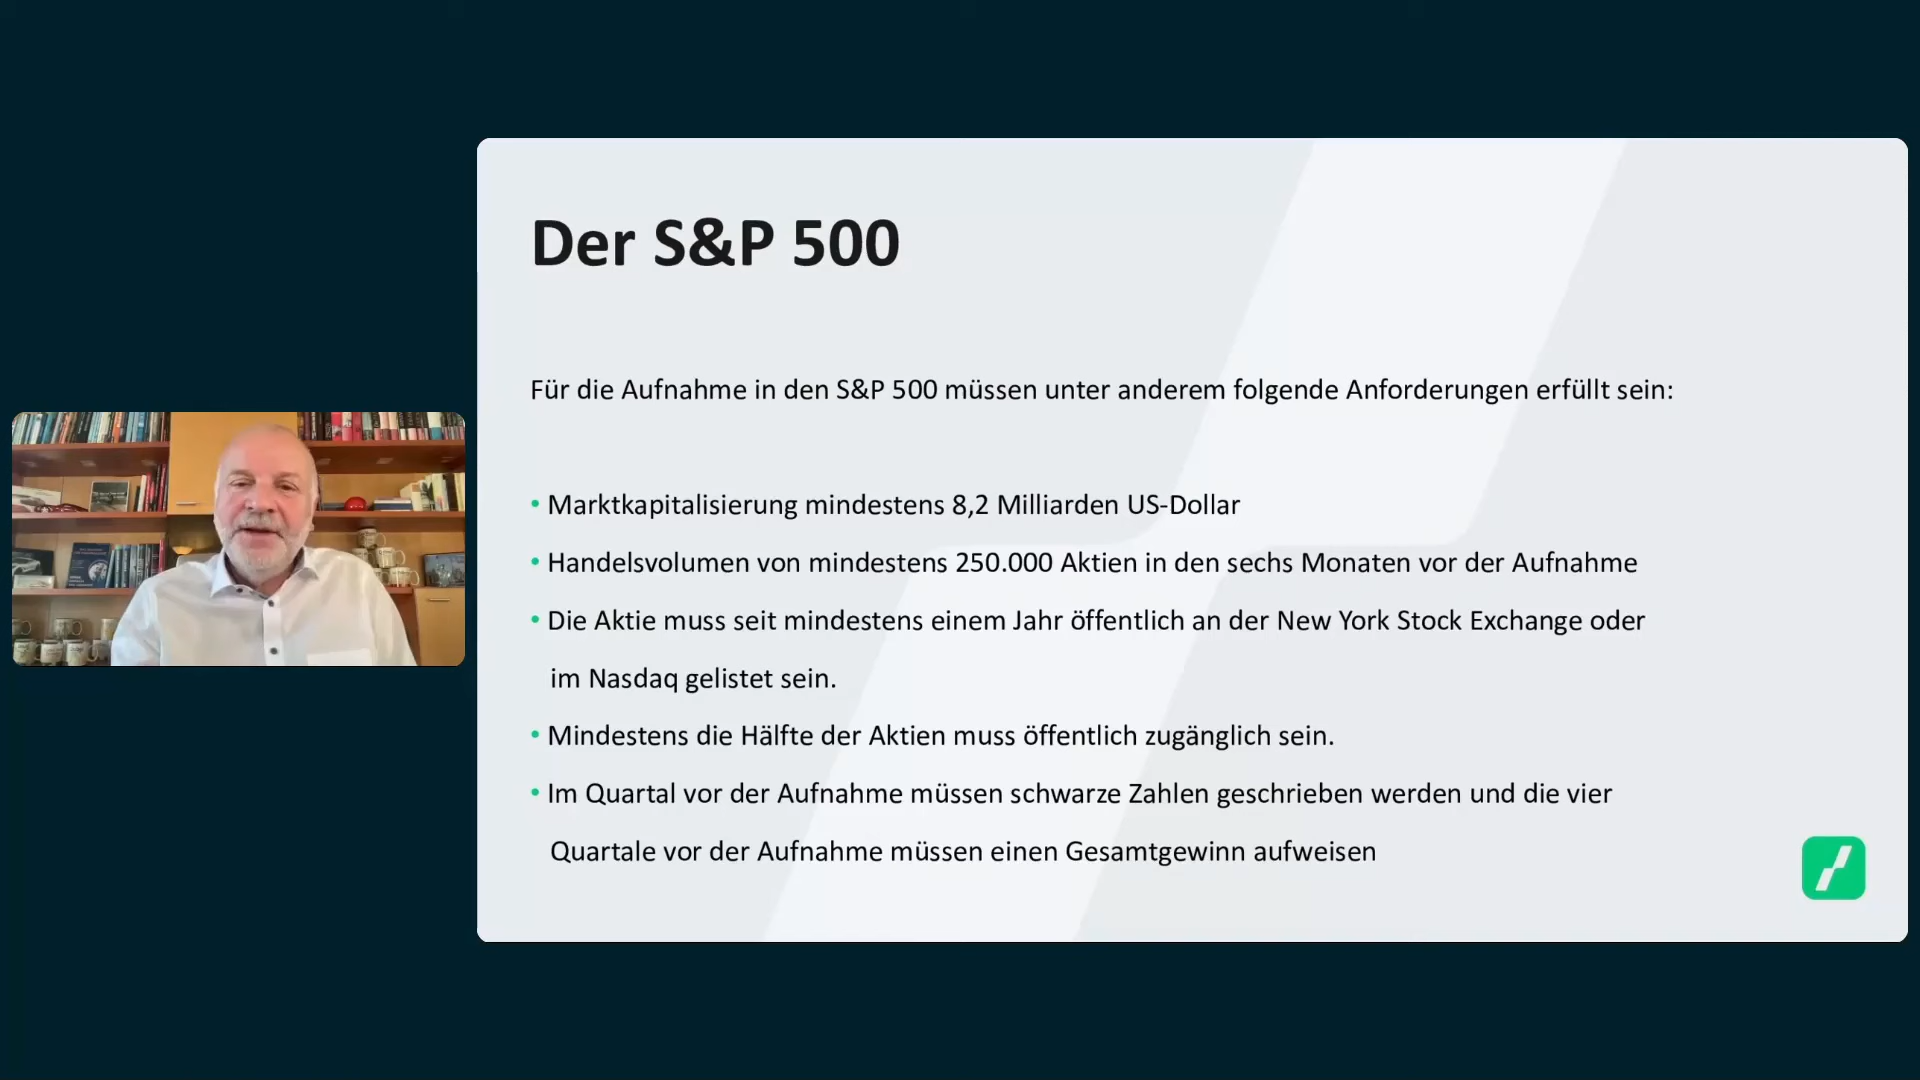 Der S&P 500
Für die Aufnahme in den S&P 500 müssen unter anderem folgende Anforderungen erfüllt sein:
• Marktkapitalisierung mindestens 8,2 Milliarden US-Dollar
• Handelsvolumen von mindestens 250.000 Aktien in den sechs Monaten vor der Aufnahme
• Die Aktie muss seit mindestens einem Jahr öffentlich an der New York Stock Exchange oder
im Nasdaq gelistet sein.
• Mindestens die Hälfte der Aktien muss öffentlich zugänglich sein.
• Im Quartal vor der Aufnahme müssen schwarze Zahlen geschrieben werden und die vier
Quartale vor der Aufnahme müssen einen Gesamtgewinn aufweisen